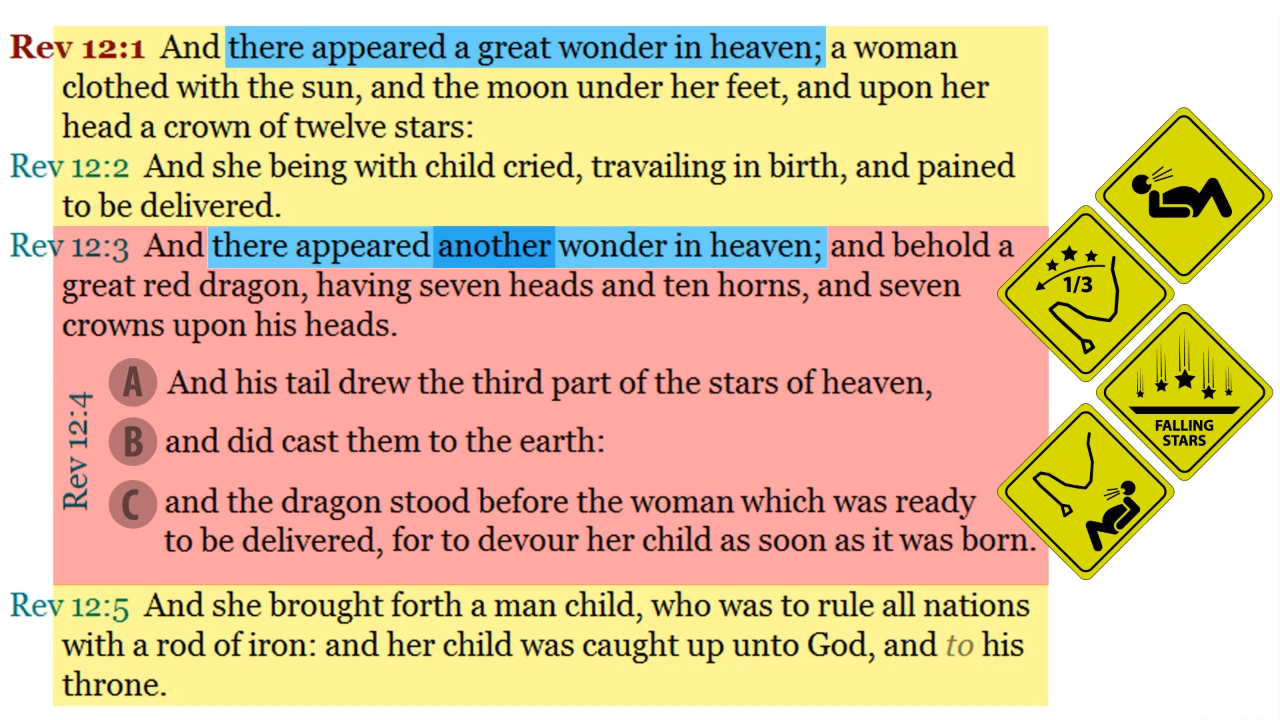 Rev 12:1 And there appeared a great wonder in heaven; a woman
clothed with the sun, and the moon under her feet, and upon her
head a crown of twelve stars:
Rev 12:2 And she being with child cried, travailing in birth, and pained
to be delivered.
Rev 12:3 And there appeared another wonder in heaven; and behold a
great red dragon, having seven heads and ten horns, and seven
crowns upon his heads.
Rev 12:4
A And his tail drew the third part of the stars of heaven,
B and did cast them to the earth:
C and the dragon stood before the woman which was ready
to be delivered, for to devour her child as soon as it was born.
Rev 12:5 And she brought forth a man child, who was to rule all nations
with a rod of iron: and her child was caught up unto God, and to his
throne.
1/3
FALLING
STARS